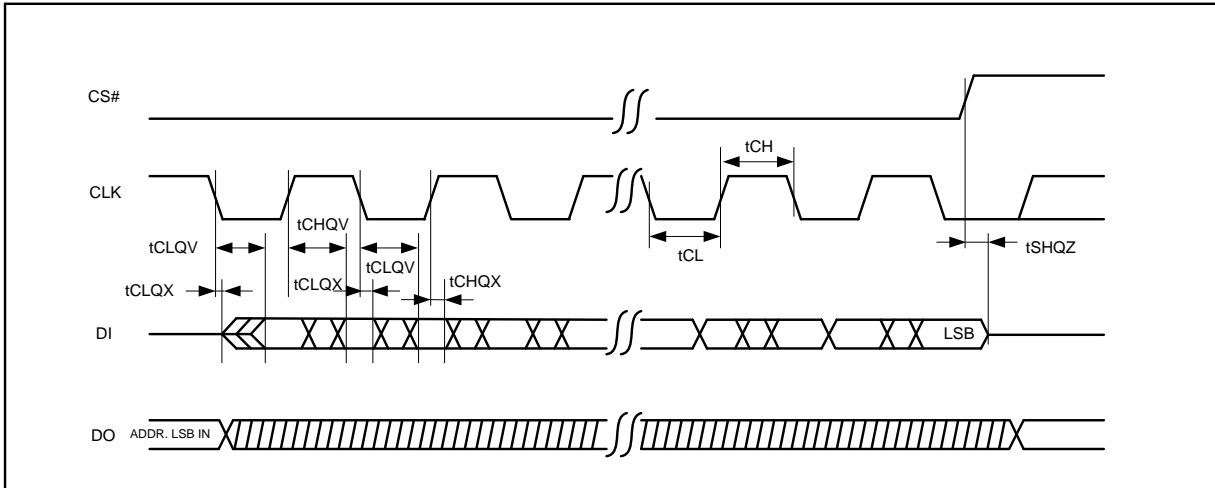 CS#
tCH
CLK
tCHQV
tCLQV
tCL
tSHQZ
tCLQV
tCHQX
tCLQX
tCLQX
DI
LSB
DO
ADDR. LSB IN